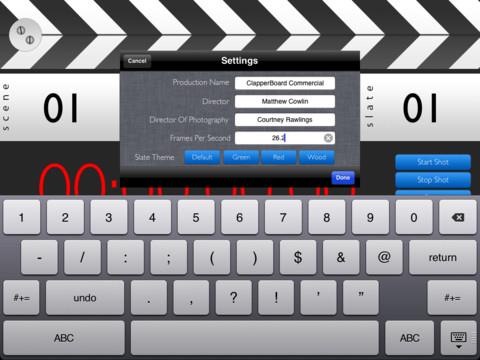 Cancel Settings
Production Name ClapperBoard Commercial
Director Matthew Cowlin
Director Of Photography Courtney Rawlings
Frames Per Second 26.2
Slate Theme Default Green Red Wood
Done
scene 01
slate 01
Start Shot
Stop Shot
1 2 3 4 5 6 7 8 9 0
- / : ; ( ) $ & @ return
#+= undo . , ? ! ' " #+=
ABC ABC